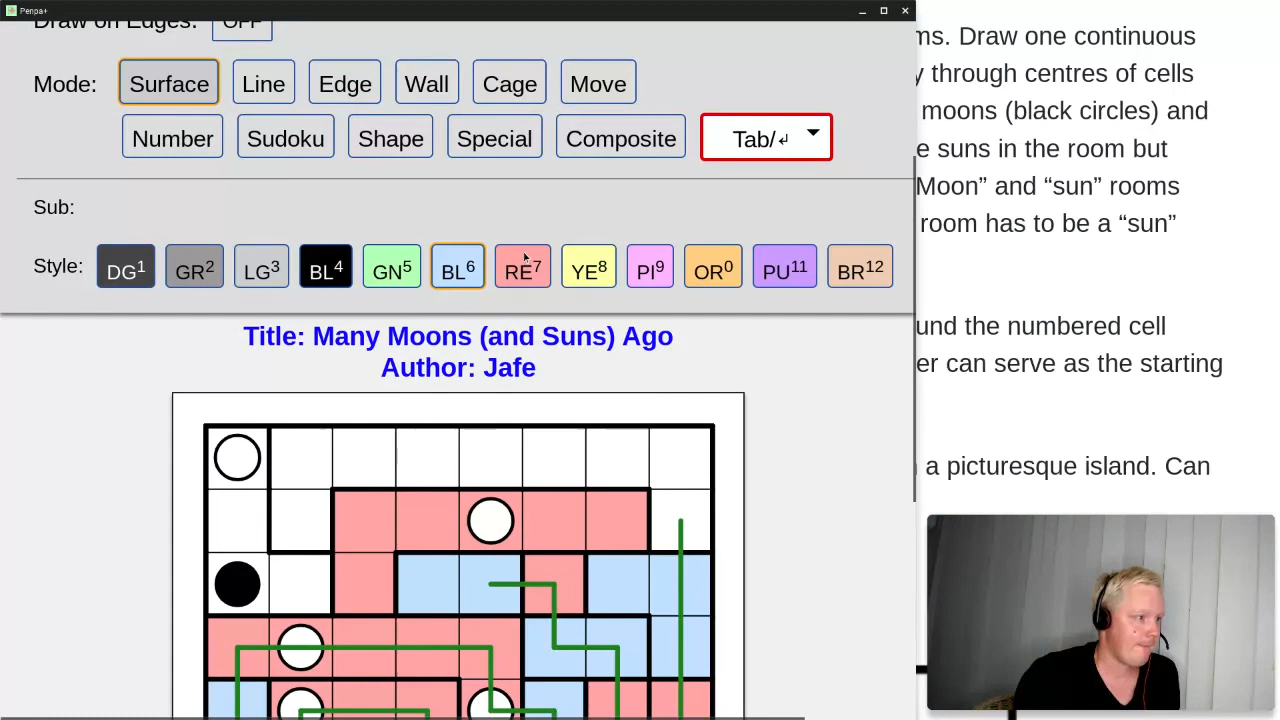 Penpa+
Draw on Edges: OFF
Mode: Surface Line Edge Wall Cage Move
Number Sudoku Shape Special Composite Tab/↵
Sub:
Style: DG1 GR2 LG3 BL4 GN5 BL6 RE7 YE8 PI9 OR0 PU11 BR12
Title: Many Moons (and Suns) Ago
Author: Jafe
ms. Draw one continuous
y through centres of cells
moons (black circles) and
e suns in the room but
Moon” and “sun” rooms
room has to be a “sun”
und the numbered cell
er can serve as the starting
a picturesque island. Can